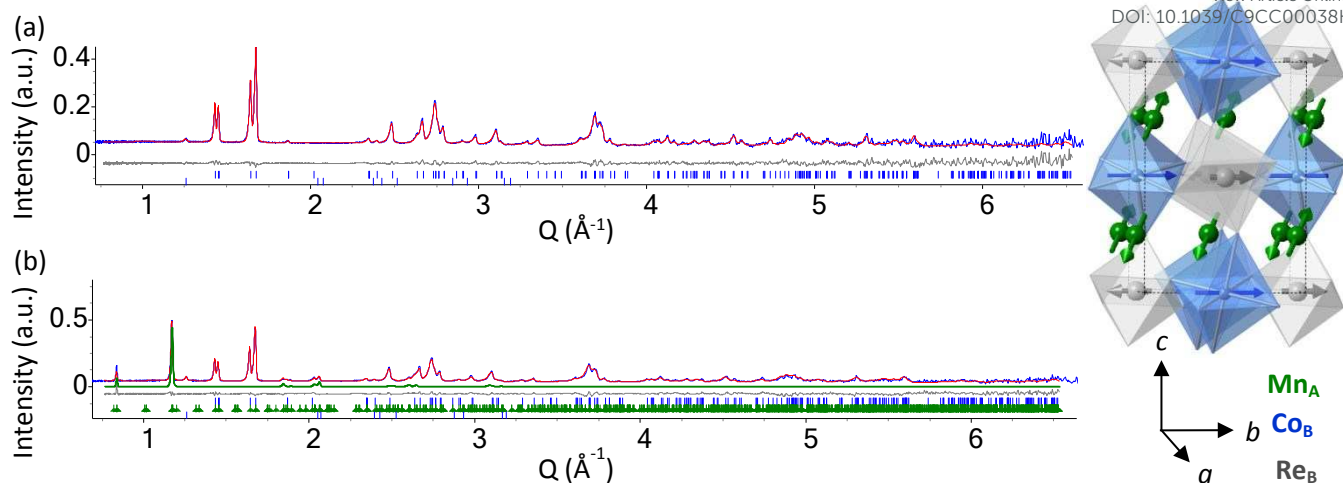 (a)
DOI: 10.1039/C9CC00038H
Intensity (a.u.)
0.4
0.2
0
1 2 3 4 5 6
Q (Å⁻¹)
(b)
Intensity (a.u.)
0.5
0
1 2 3 4 5 6
Q (Å⁻¹)
c
b
a
Mn_A
Co_B
Re_B